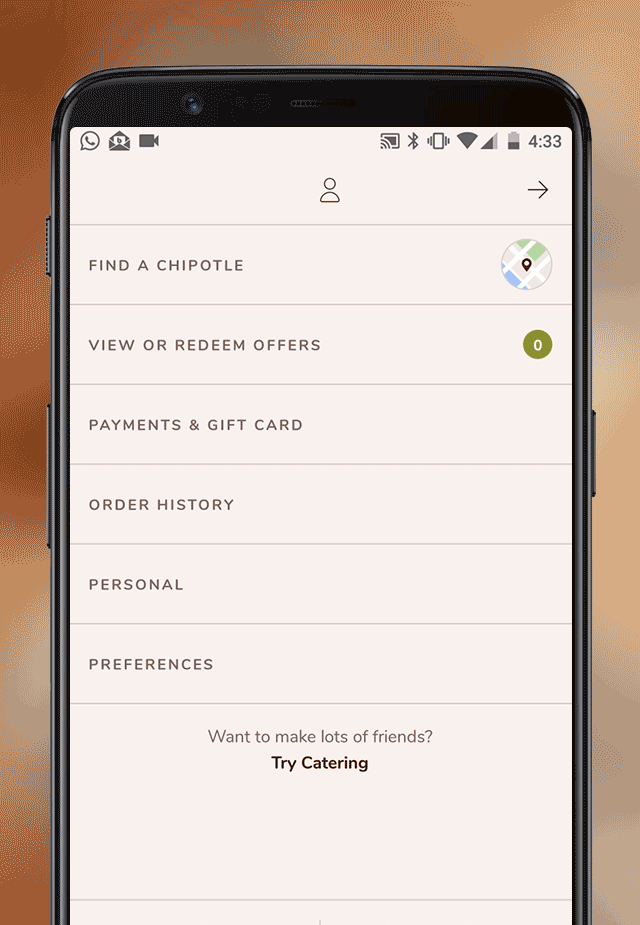 4:33
FIND A CHIPOTLE
VIEW OR REDEEM OFFERS
0
PAYMENTS & GIFT CARD
ORDER HISTORY
PERSONAL
PREFERENCES
Want to make lots of friends?
Try Catering